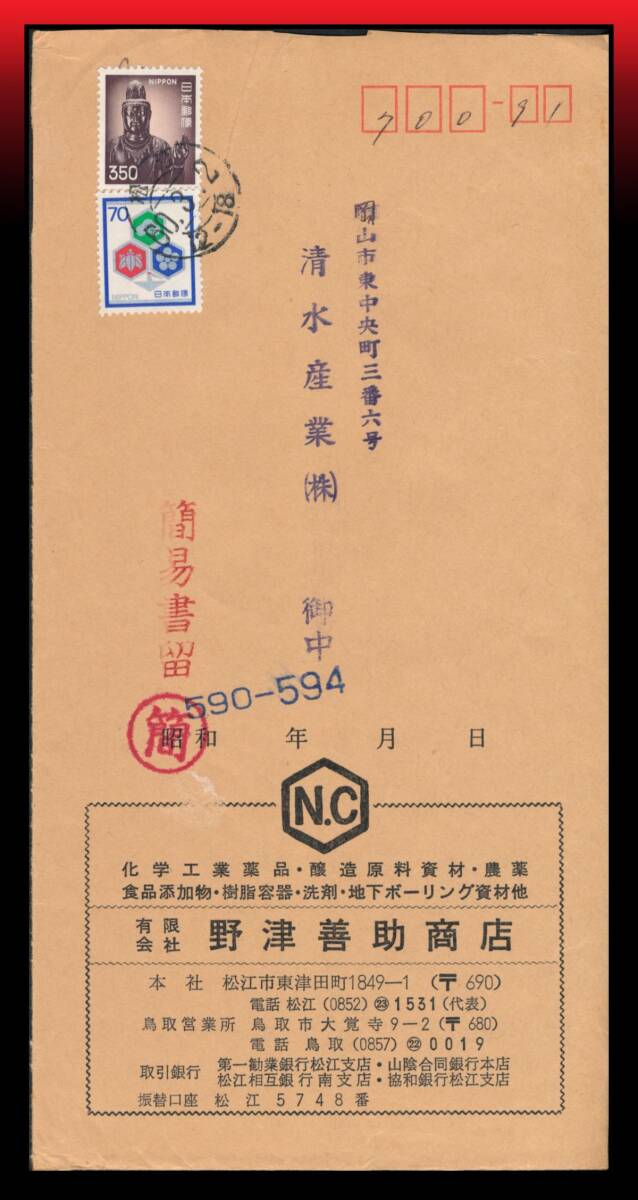 NIPPON
日本郵便
350
70
NIPPON
日本郵便
松江
60.3.2
12-18
700-91
岡山市東中央町三番六号
清水産業㈱ 御中
簡易書留
簡
590-594
昭和 年 月 日
N.C
化学工業薬品・醸造原料資材・農薬
食品添加物・樹脂容器・洗剤・地下ボーリング資材他
有限会社 野津善助商店
本社 松江市東津田町1849―1（〒690）
電話 松江（0852）㉓1531（代表）
鳥取営業所 鳥取市大覚寺9－2（〒680）
電話 鳥取（0857）㉒0019
取引銀行 第一勧業銀行松江支店・山陰合同銀行本店
松江相互銀行南支店・協和銀行松江支店
振替口座 松江5748番